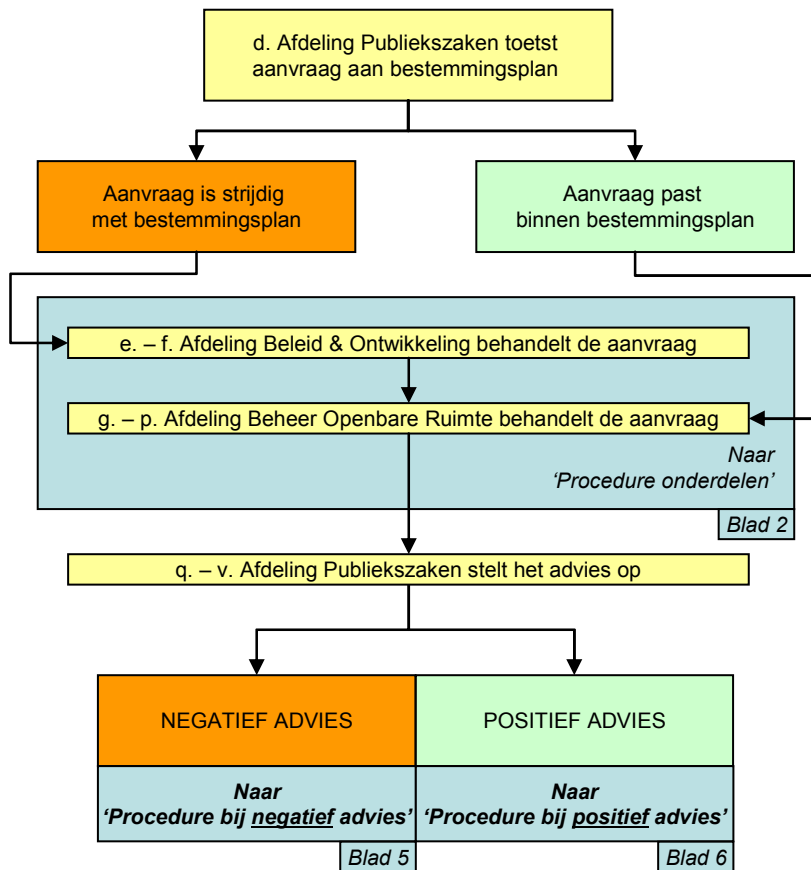 d. Afdeling Publiekszaken toetst
aanvraag aan bestemmingsplan
Aanvraag is strijdig
met bestemmingsplan
Aanvraag past
binnen bestemmingsplan
e. – f. Afdeling Beleid & Ontwikkeling behandelt de aanvraag
g. – p. Afdeling Beheer Openbare Ruimte behandelt de aanvraag
Naar
‘Procedure onderdelen’
Blad 2
q. – v. Afdeling Publiekszaken stelt het advies op
NEGATIEF ADVIES
POSITIEF ADVIES
Naar
‘Procedure bij negatief advies’
Naar
‘Procedure bij positief advies’
Blad 5
Blad 6